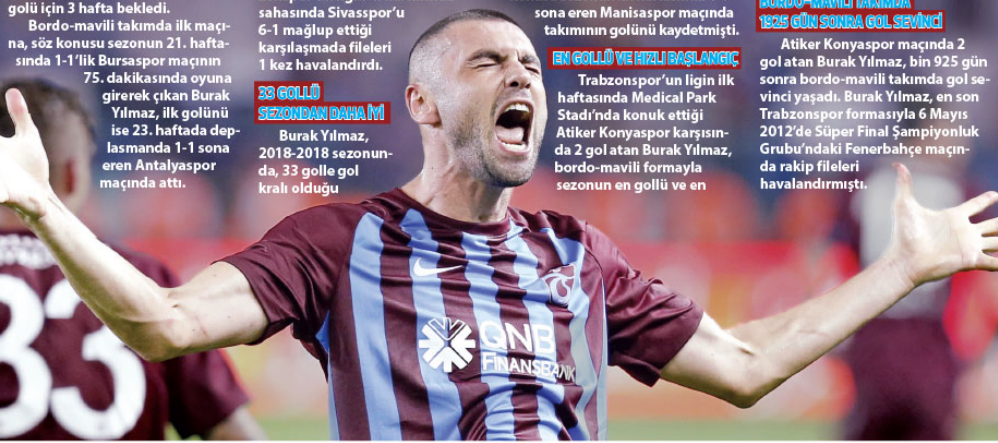 golü için 3 hafta bekledi.
Bordo-mavili takımda ilk maçı-
na, söz konusu sezonun 21. hafta-
sında 1-1'lik Bursaspor maçının
75. dakikasında oyuna
girerek çıkan Burak
Yılmaz, ilk golünü
ise 23. haftada dep-
lasmanda 1-1 sona
eren Antalyaspor
maçında attı.
sahasında Sivasspor'u
6-1 mağlup ettiği
karşılaşmada fileleri
1 kez havalandırdı.
33 GOLLÜ
SEZONDAN DAHA İYİ
Burak Yılmaz,
2018-2018 sezonun-
da, 33 golle gol
kralı olduğu
sona eren Manisaspor maçında
takımının golünü kaydetmişti.
EN GOLLÜ VE HIZLI BAŞLANGIÇ
Trabzonspor'un ligin ilk
haftasında Medical Park
Stadı'nda konuk ettiği
Atiker Konyaspor karşısın-
da 2 gol atan Burak Yılmaz,
bordo-mavili formayla
sezonun en gollü ve en
BORDO-MAVİLİ TAKIMDA
1925 GÜN SONRA GOL SEVİNCİ
Atiker Konyaspor maçında 2
gol atan Burak Yılmaz, bin 925 gün
sonra bordo-mavili takımda gol se-
vinci yaşadı. Burak Yılmaz, en son
Trabzonspor formasıyla 6 Mayıs
2012'de Süper Final Şampiyonluk
Grubu'ndaki Fenerbahçe maçın-
da rakip fileleri
havalandırmıştı.
33
QNB
FINANSBANK